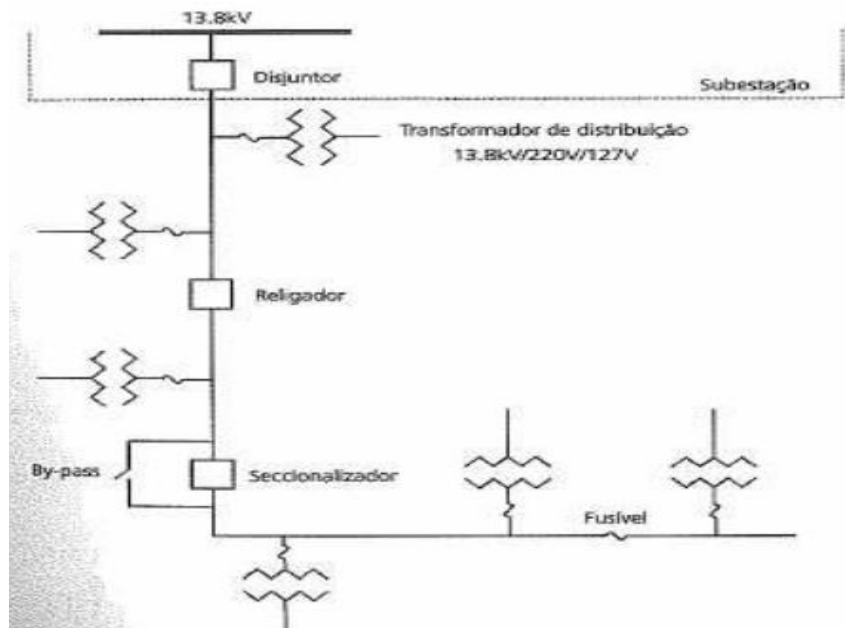 13.8kV
Disjuntor
Subestação
Transformador de distribuição
13.8kV/220V/127V
Religador
By-pass
Seccionalizador
Fusível